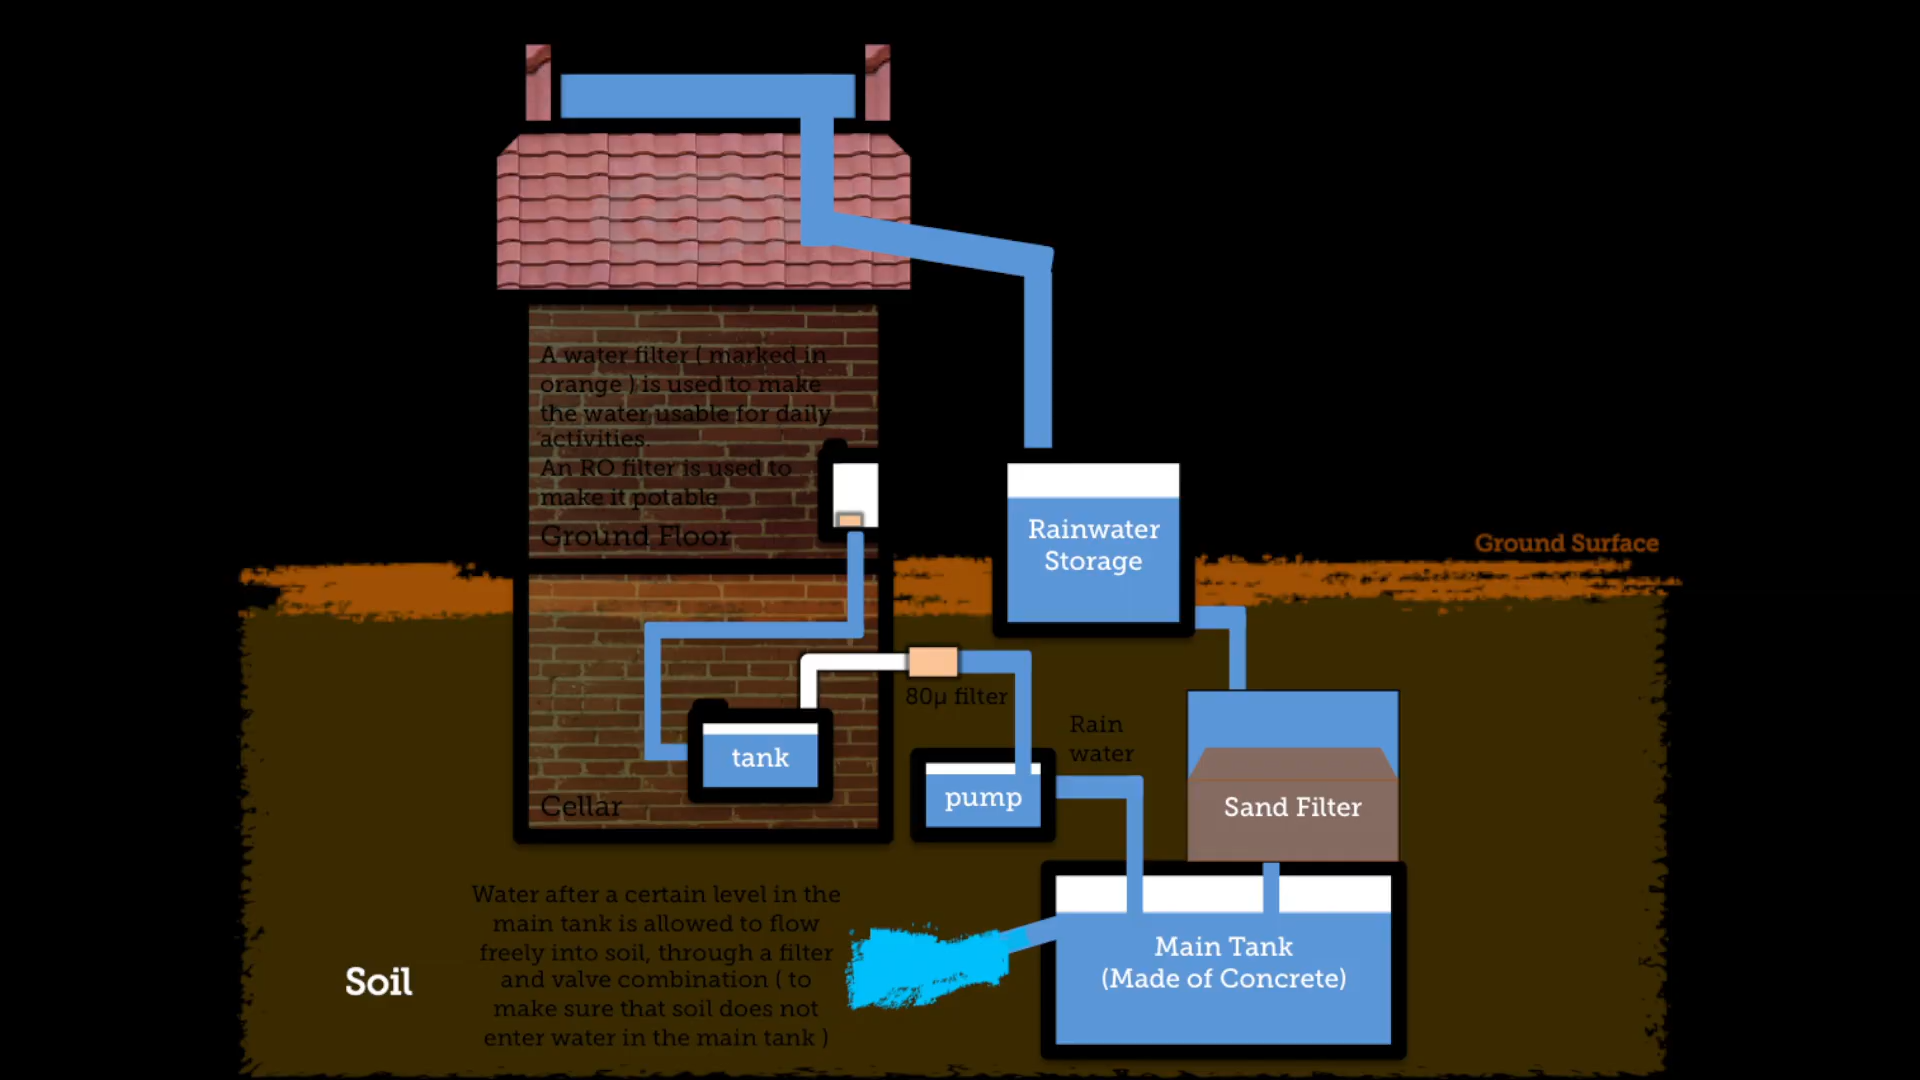 A water filter ( marked in
orange ) is used to make
the water usable for daily
activities.
An RO filter is used to
make it potable
Ground Floor
Rainwater
Storage
Ground Surface
80μ filter
Rain
water
tank
pump
Cellar
Sand Filter
Water after a certain level in the
main tank is allowed to flow
freely into soil, through a filter
and valve combination ( to
make sure that soil does not
enter water in the main tank )
Soil
Main Tank
(Made of Concrete)